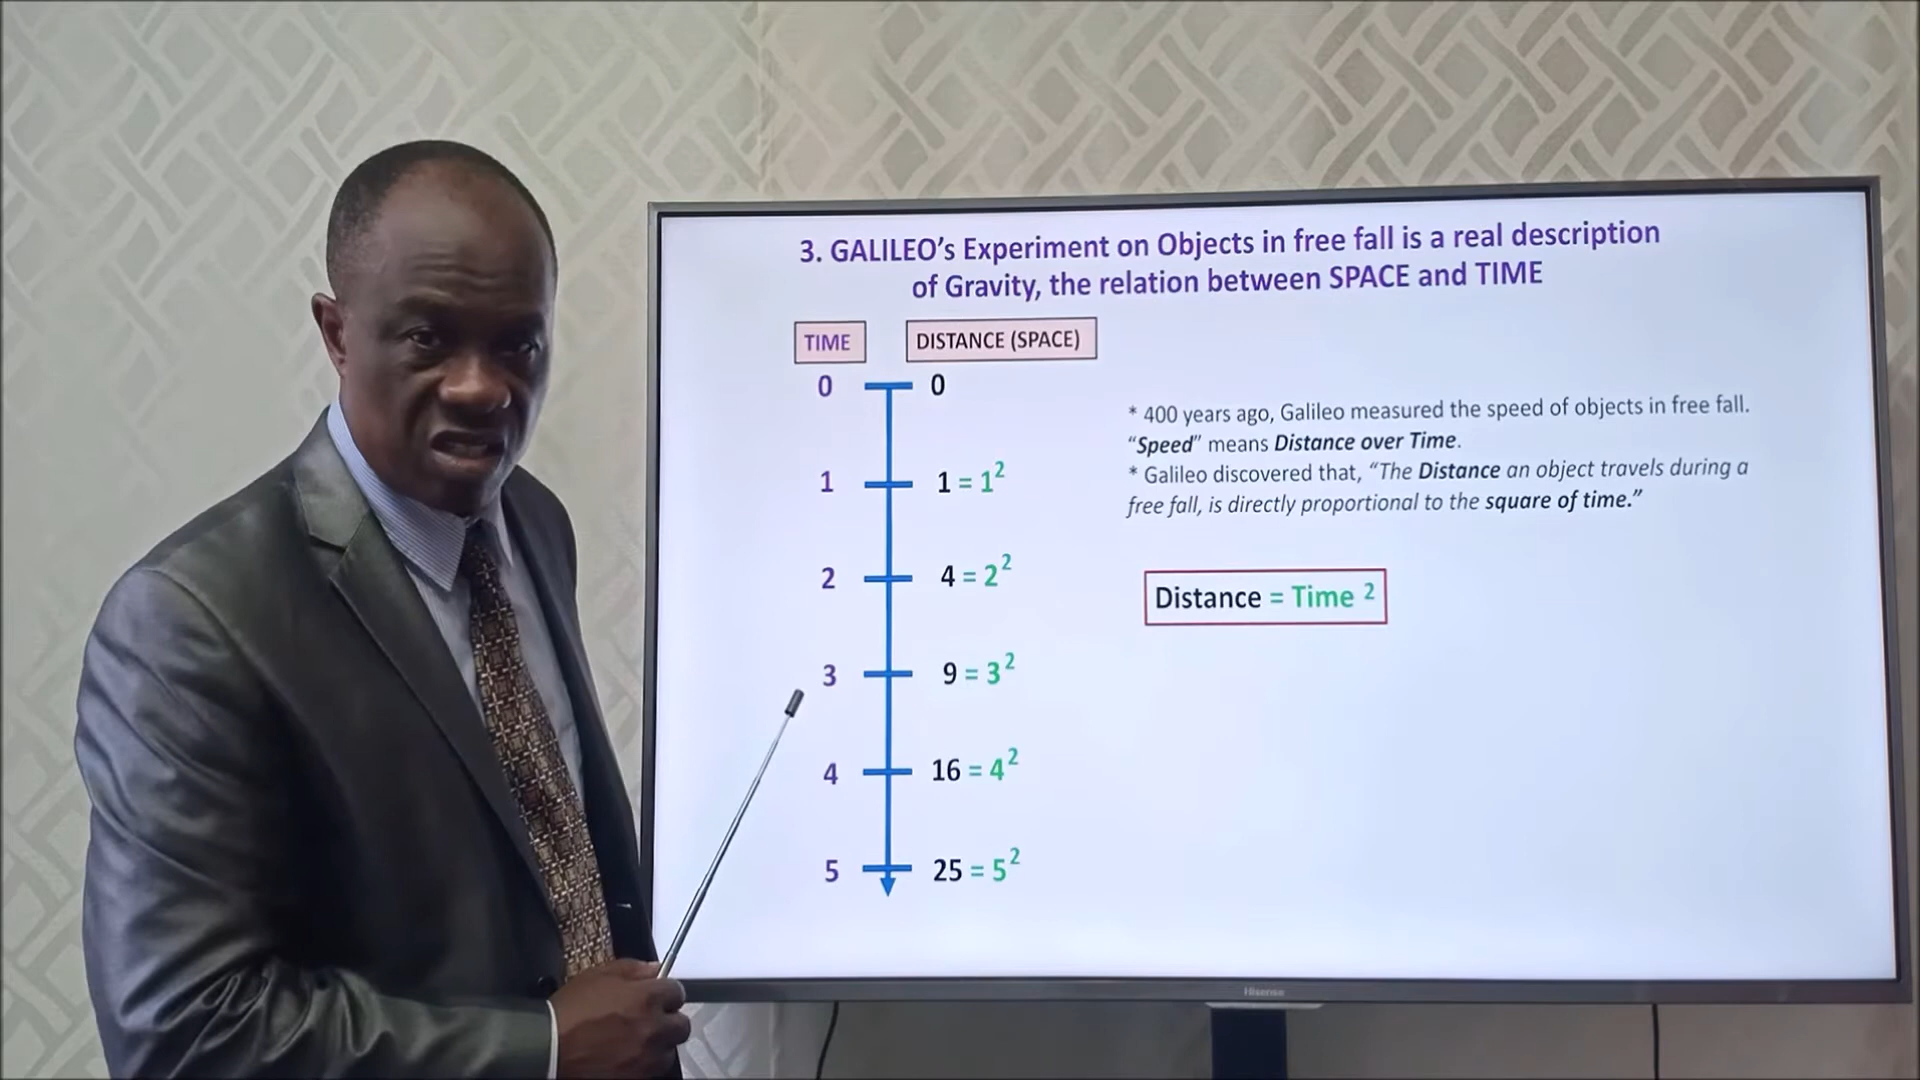 3. GALILEO's Experiment on Objects in free fall is a real description
of Gravity, the relation between SPACE and TIME
TIME DISTANCE (SPACE)
0 0
1 1 = 1²
2 4 = 2²
3 9 = 3²
4 16 = 4²
5 25 = 5²
* 400 years ago, Galileo measured the speed of objects in free fall.
“Speed” means Distance over Time.
* Galileo discovered that, “The Distance an object travels during a
free fall, is directly proportional to the square of time.”
Distance = Time ²
Hisense